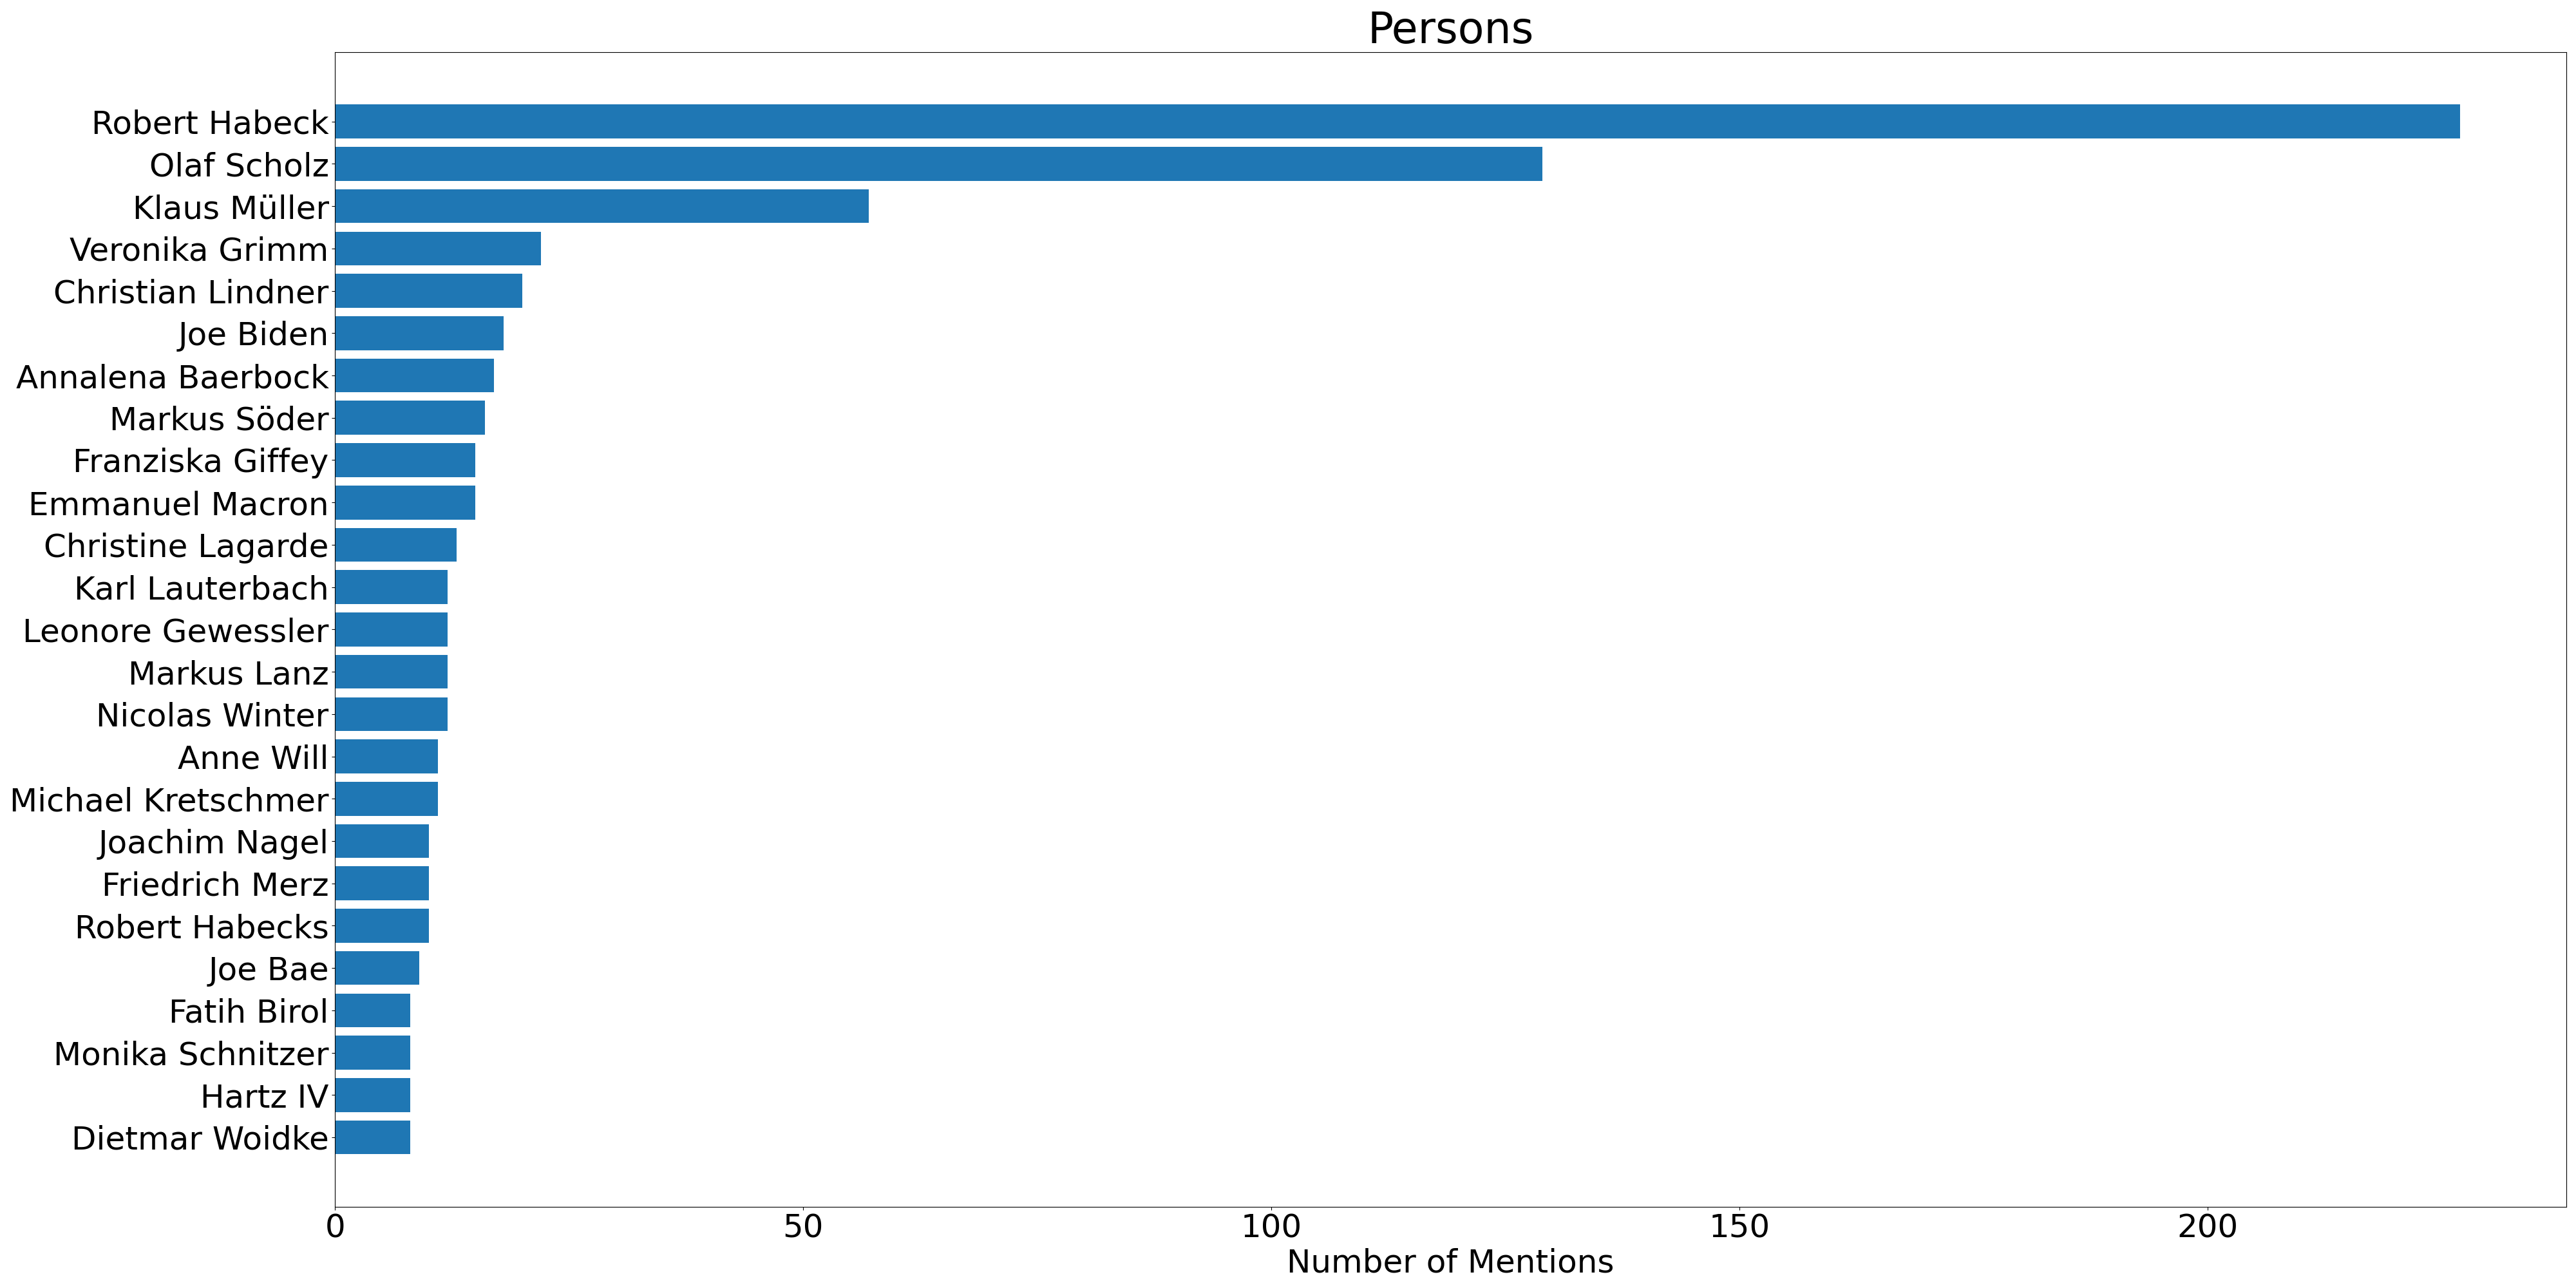 Persons
Robert Habeck
Olaf Scholz
Klaus Müller
Veronika Grimm
Christian Lindner
Joe Biden
Annalena Baerbock
Markus Söder
Franziska Giffey
Emmanuel Macron
Christine Lagarde
Karl Lauterbach
Leonore Gewessler
Markus Lanz
Nicolas Winter
Anne Will
Michael Kretschmer
Joachim Nagel
Friedrich Merz
Robert Habecks
Joe Bae
Fatih Birol
Monika Schnitzer
Hartz IV
Dietmar Woidke
0 50 100 150 200
Number of Mentions